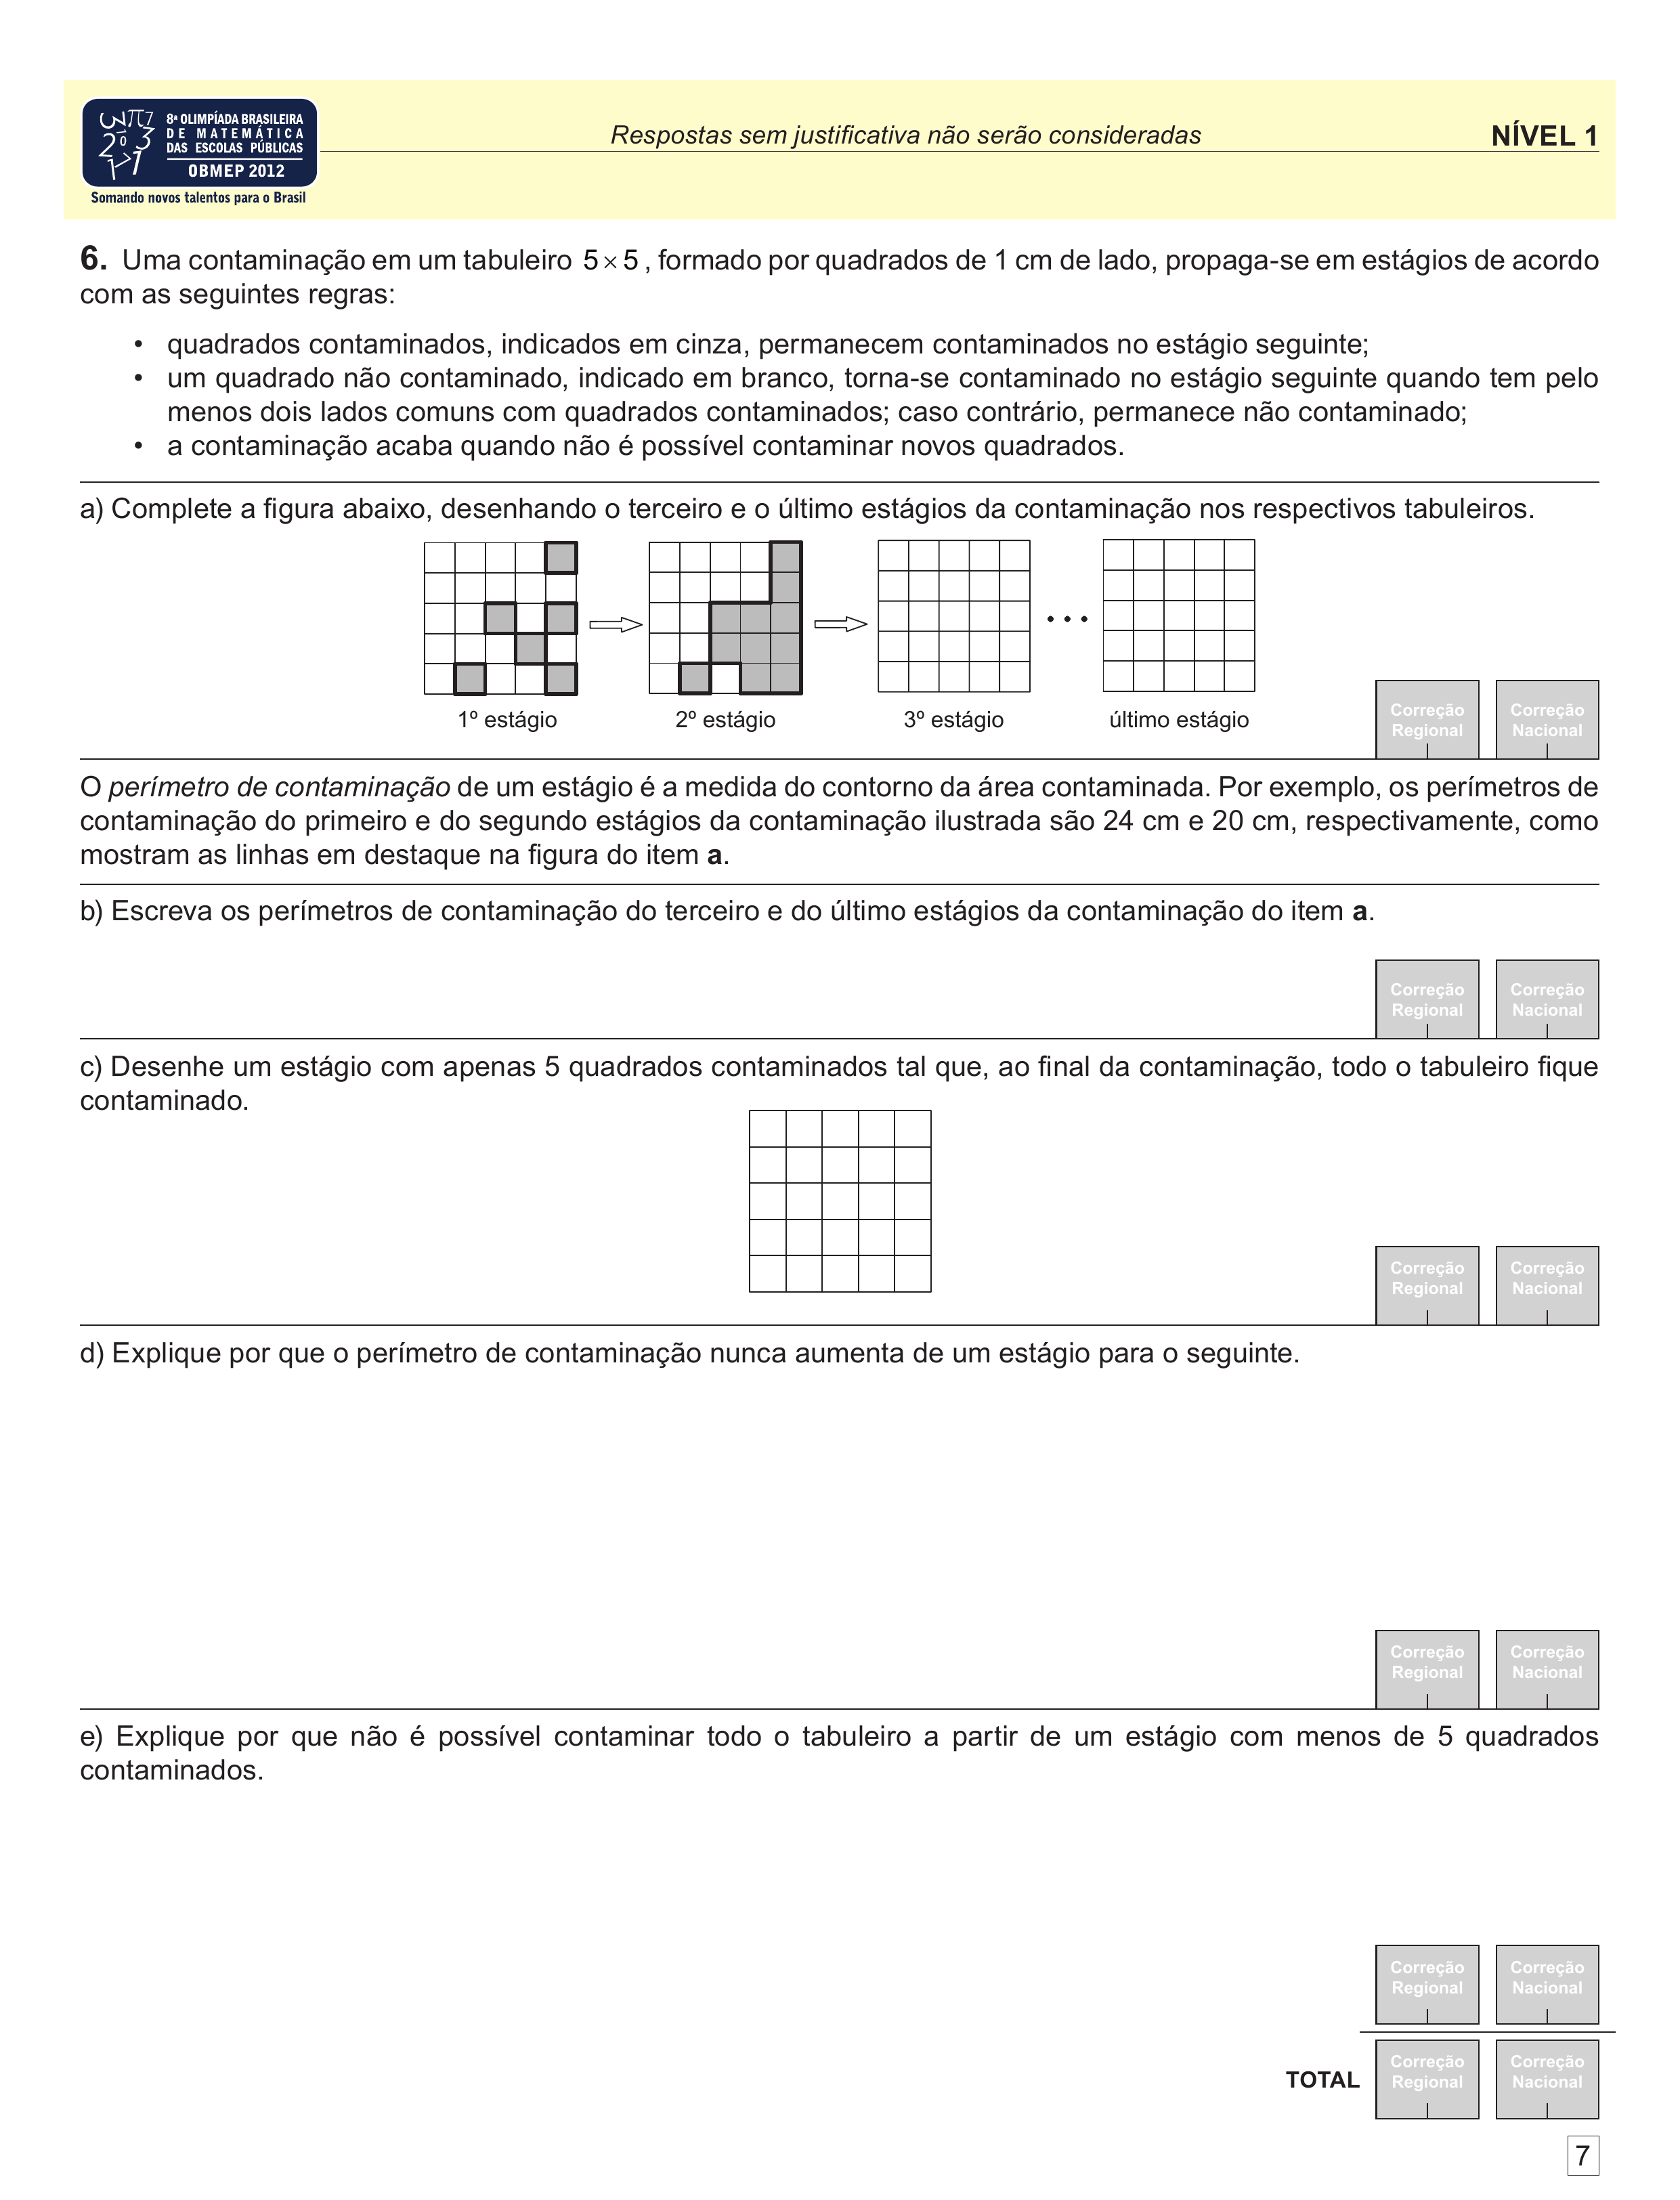 8ª OLIMPÍADA BRASILEIRA
DE MATEMÁTICA
DAS ESCOLAS PÚBLICAS
OBMEP 2012
Somando novos talentos para o Brasil
Respostas sem justificativa não serão consideradas
NÍVEL 1
6. Uma contaminação em um tabuleiro 5×5, formado por quadrados de 1 cm de lado, propaga-se em estágios de acordo
com as seguintes regras:
• quadrados contaminados, indicados em cinza, permanecem contaminados no estágio seguinte;
• um quadrado não contaminado, indicado em branco, torna-se contaminado no estágio seguinte quando tem pelo
menos dois lados comuns com quadrados contaminados; caso contrário, permanece não contaminado;
• a contaminação acaba quando não é possível contaminar novos quadrados.
a) Complete a figura abaixo, desenhando o terceiro e o último estágios da contaminação nos respectivos tabuleiros.
1º estágio
2º estágio
3º estágio
último estágio
Correção
Regional
Correção
Nacional
O perímetro de contaminação de um estágio é a medida do contorno da área contaminada. Por exemplo, os perímetros de
contaminação do primeiro e do segundo estágios da contaminação ilustrada são 24 cm e 20 cm, respectivamente, como
mostram as linhas em destaque na figura do item a.
b) Escreva os perímetros de contaminação do terceiro e do último estágios da contaminação do item a.
Correção
Regional
Correção
Nacional
c) Desenhe um estágio com apenas 5 quadrados contaminados tal que, ao final da contaminação, todo o tabuleiro fique
contaminado.
Correção
Regional
Correção
Nacional
d) Explique por que o perímetro de contaminação nunca aumenta de um estágio para o seguinte.
Correção
Regional
Correção
Nacional
e) Explique por que não é possível contaminar todo o tabuleiro a partir de um estágio com menos de 5 quadrados
contaminados.
Correção
Regional
Correção
Nacional
TOTAL
Correção
Regional
Correção
Nacional
7